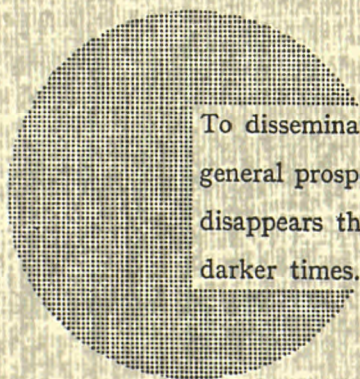 To dissemina
general prosp
disappears th
darker times.